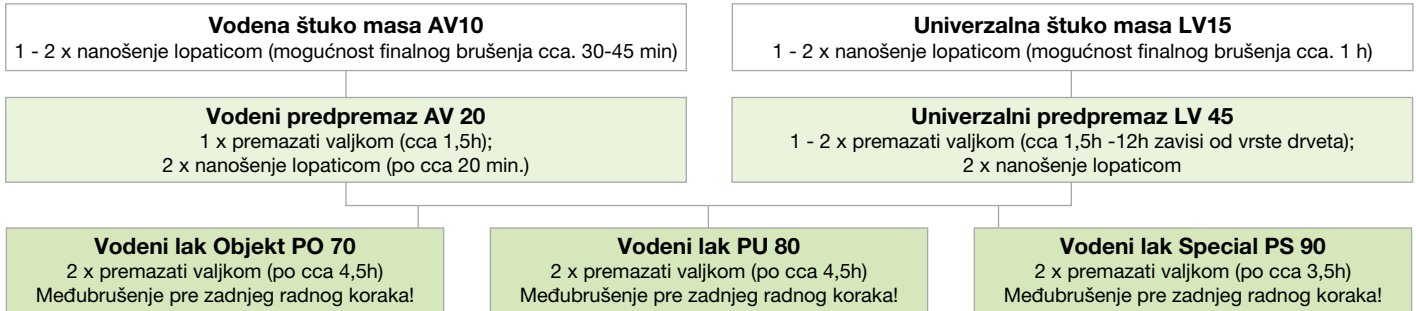 Vodena štuko masa AV10
1 - 2 x nanošenje lopaticom (mogućnost finalnog brušenja cca. 30-45 min)
Univerzalna štuko masa LV15
1 - 2 x nanošenje lopaticom (mogućnost finalnog brušenja cca. 1 h)
Vodeni predpremaz AV 20
1 x premazati valjkom (cca 1,5h);
2 x nanošenje lopaticom (po cca 20 min.)
Univerzalni predpremaz LV 45
1 - 2 x premazati valjkom (cca 1,5h -12h zavisi od vrste drveta);
2 x nanošenje lopaticom
Vodeni lak Objekt PO 70
2 x premazati valjkom (po cca 4,5h)
Međubrušenje pre zadnjeg radnog koraka!
Vodeni lak PU 80
2 x premazati valjkom (po cca 4,5h)
Međubrušenje pre zadnjeg radnog koraka!
Vodeni lak Special PS 90
2 x premazati valjkom (po cca 3,5h)
Međubrušenje pre zadnjeg radnog koraka!